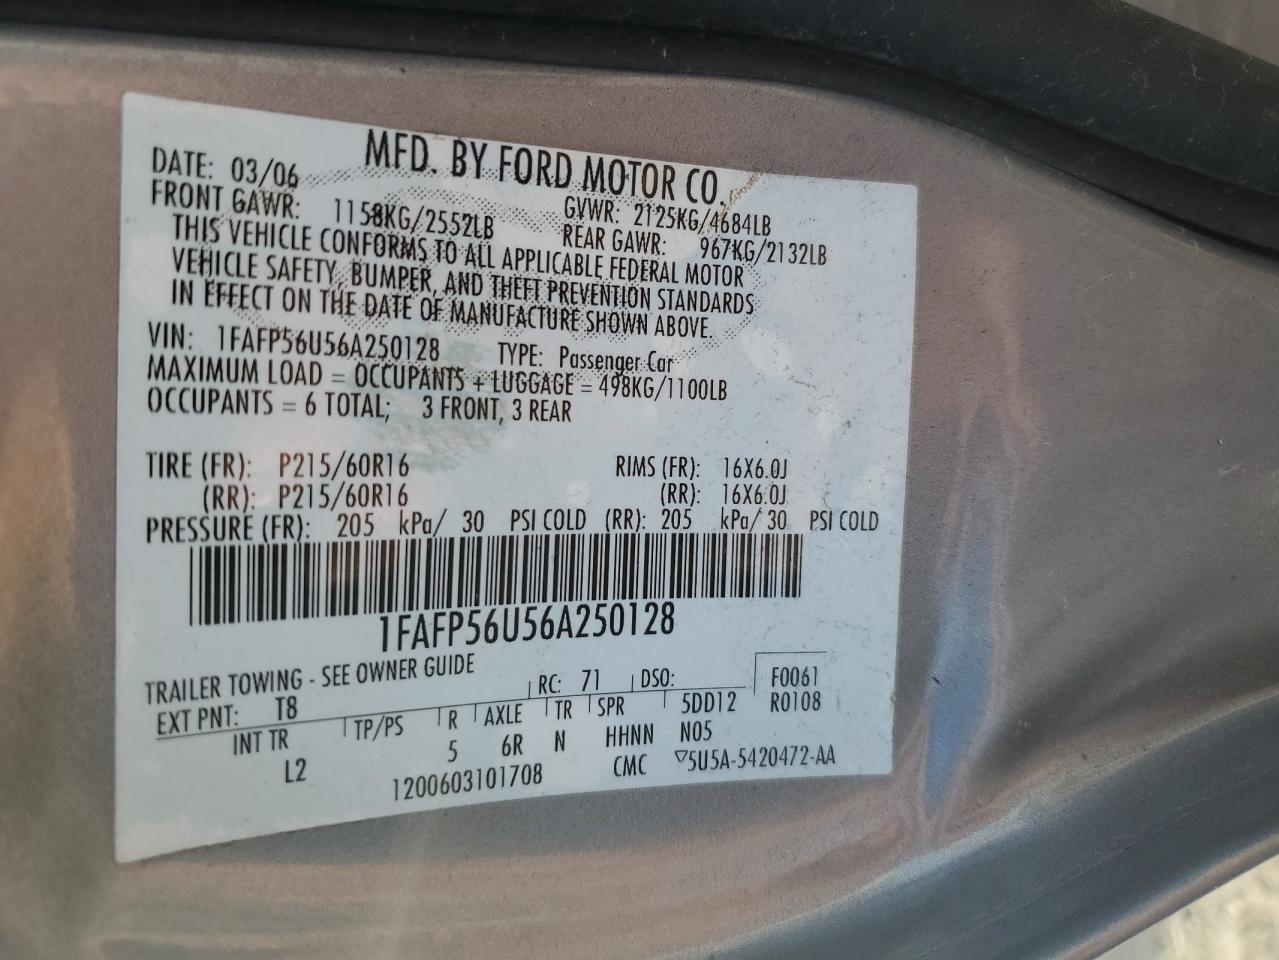 MFD. BY FORD MOTOR CO.
DATE: 03/06 GVWR: 2125KG/4684LB
FRONT GAWR: 1158KG/2552LB REAR GAWR: 967KG/2132LB
THIS VEHICLE CONFORMS TO ALL APPLICABLE FEDERAL MOTOR
VEHICLE SAFETY, BUMPER, AND THEFT PREVENTION STANDARDS
IN EFFECT ON THE DATE OF MANUFACTURE SHOWN ABOVE.
VIN: 1FAFP56U56A250128 TYPE: Passenger Car
MAXIMUM LOAD = OCCUPANTS + LUGGAGE = 498KG/1100LB
OCCUPANTS = 6 TOTAL; 3 FRONT, 3 REAR
TIRE (FR): P215/60R16 RIMS (FR): 16X6.0J
(RR): P215/60R16 (RR): 16X6.0J
PRESSURE (FR): 205 kPa/ 30 PSI COLD (RR): 205 kPa/ 30 PSI COLD
1FAFP56U56A250128
TRAILER TOWING - SEE OWNER GUIDE
EXT PNT: T8 RC: 71 DSO: F0061
INT TR TP/PS R AXLE TR SPR 5DD12 R0108
L2 5 6R N HHNN N05
1200603101708 CMC ▽5U5A-5420472-AA